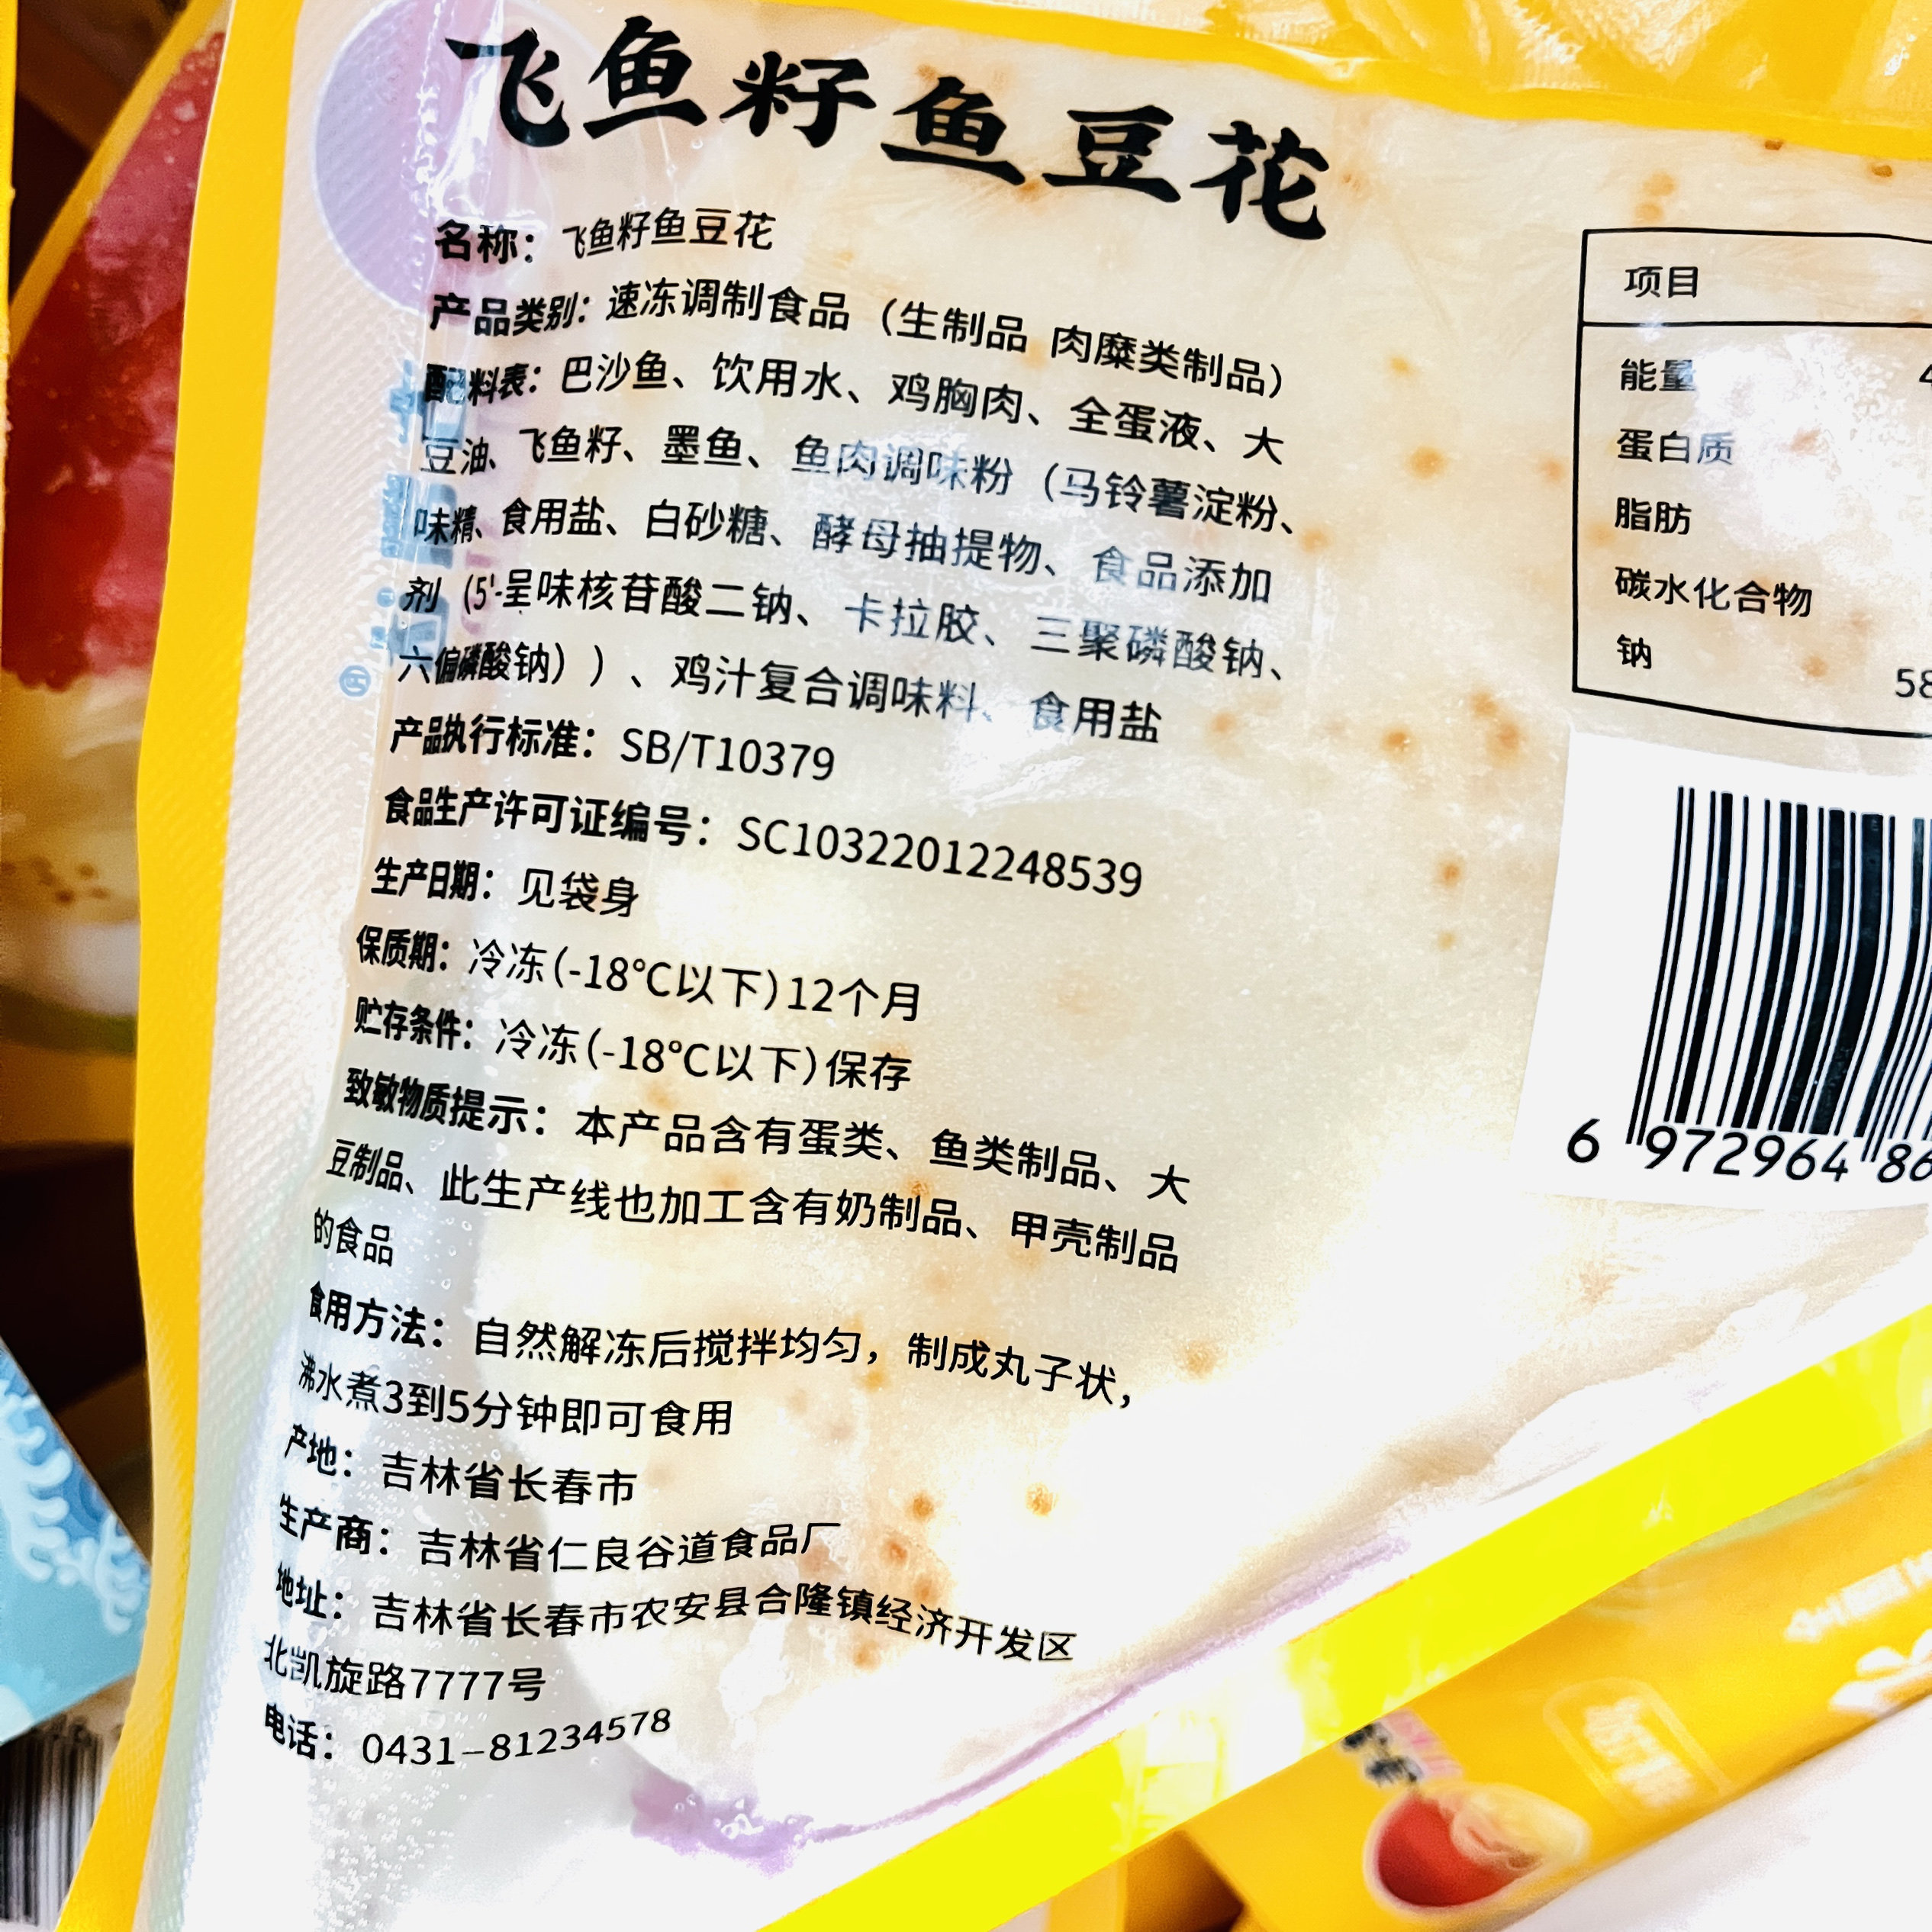 飞鱼籽鱼豆花
名称：飞鱼籽鱼豆花
产品类别：速冻调制食品（生制品 肉糜类制品）
配料表：巴沙鱼、饮用水、鸡胸肉、全蛋液、大
豆油、飞鱼籽、墨鱼、鱼肉调味粉（马铃薯淀粉、
味精、食用盐、白砂糖、酵母抽提物、食品添加
剂（5'-呈味核苷酸二钠、卡拉胶、三聚磷酸钠、
六偏磷酸钠））、鸡汁复合调味料、食用盐
产品执行标准：SB/T10379
食品生产许可证编号：SC10322012248539
生产日期：见袋身
保质期：冷冻(-18℃以下)12个月
贮存条件：冷冻(-18℃以下)保存
致敏物质提示：本产品含有蛋类、鱼类制品、大
豆制品、此生产线也加工含有奶制品、甲壳制品
的食品
食用方法：自然解冻后搅拌均匀，制成丸子状，
沸水煮3到5分钟即可食用
产地：吉林省长春市
生产商：吉林省仁良谷道食品厂
地址：吉林省长春市农安县合隆镇经济开发区
北凯旋路7777号
电话：0431-81234578
项目
能量 4
蛋白质
脂肪
碳水化合物
钠 58
6 972964 86